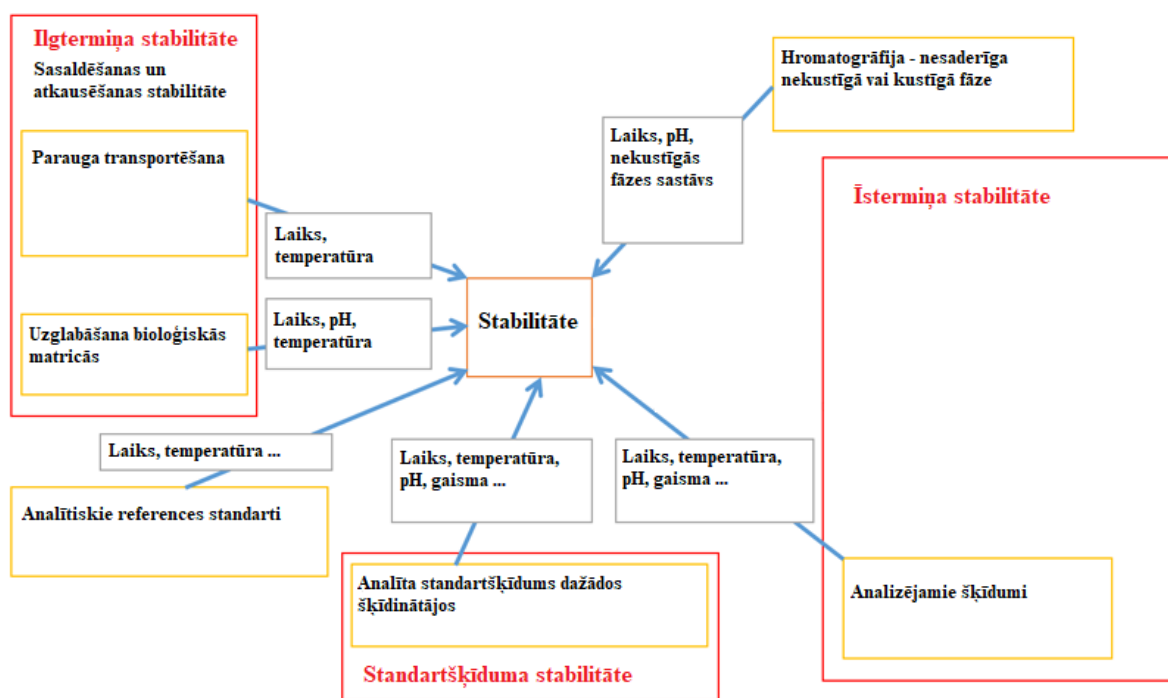 Ilgtermiņa stabilitāte
Sasaldēšanas un
atkausēšanas stabilitāte
Parauga transportēšana
Laiks,
temperatūra
Uzglabāšana bioloģiskās
matricās
Laiks, pH,
temperatūra
Hromatogrāfija - nesaderīga
nekustīgā vai kustīgā fāze
Laiks, pH,
nekustīgās
fāzes sastāvs
Īstermiņa stabilitāte
Stabilitāte
Laiks, temperatūra ...
Analītiskie references standarti
Laiks, temperatūra,
pH, gaisma ...
Analīta standartšķīdums dažādos
šķīdinātājos
Standartšķīduma stabilitāte
Laiks, temperatūra,
pH, gaisma ...
Analizējamie šķīdumi